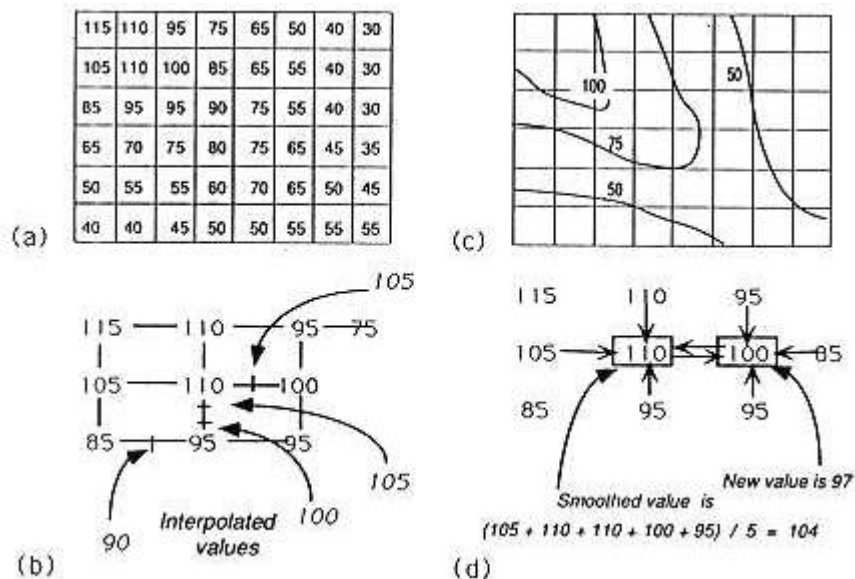 115 110 95 75 65 50 40 30
105 110 100 85 65 55 40 30
85 95 95 90 75 55 40 30
65 70 75 80 75 65 45 35
50 55 55 60 70 65 50 45
40 40 45 50 50 55 55 55
(a)
100
50
75
50
(c)
105
115 110 95 75
105 110 100
85 95 95
105
100
90
Interpolated
values
(b)
115 110 95
105 110 100 85
85 95 95
New value is 97
Smoothed value is
(105 + 110 + 110 + 100 + 95) / 5 = 104
(d)